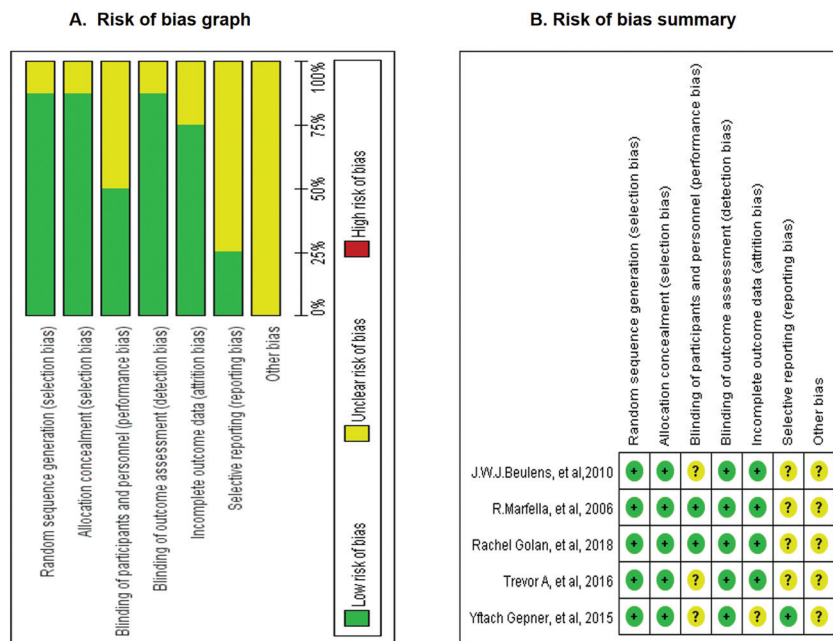 A. Risk of bias graph
100%
75%
50%
25%
0%
Random sequence generation (selection bias)
Allocation concealment (selection bias)
Blinding of participants and personnel (performance bias)
Blinding of outcome assessment (detection bias)
Incomplete outcome data (attrition bias)
Selective reporting (reporting bias)
Other bias
Low risk of bias
Unclear risk of bias
High risk of bias
B. Risk of bias summary
Random sequence generation (selection bias)
Allocation concealment (selection bias)
Blinding of participants and personnel (performance bias)
Blinding of outcome assessment (detection bias)
Incomplete outcome data (attrition bias)
Selective reporting (reporting bias)
Other bias
J.W.J.Beulens, et al,2010 + + ? + + ? ?
R.Marfella, et al, 2006 + + + + + ? ?
Rachel Golan, et al, 2018 + + + + + ? ?
Trevor A, et al, 2016 + + ? + + ? ?
Yftach Gepner, et al, 2015 + + ? + ? + ?